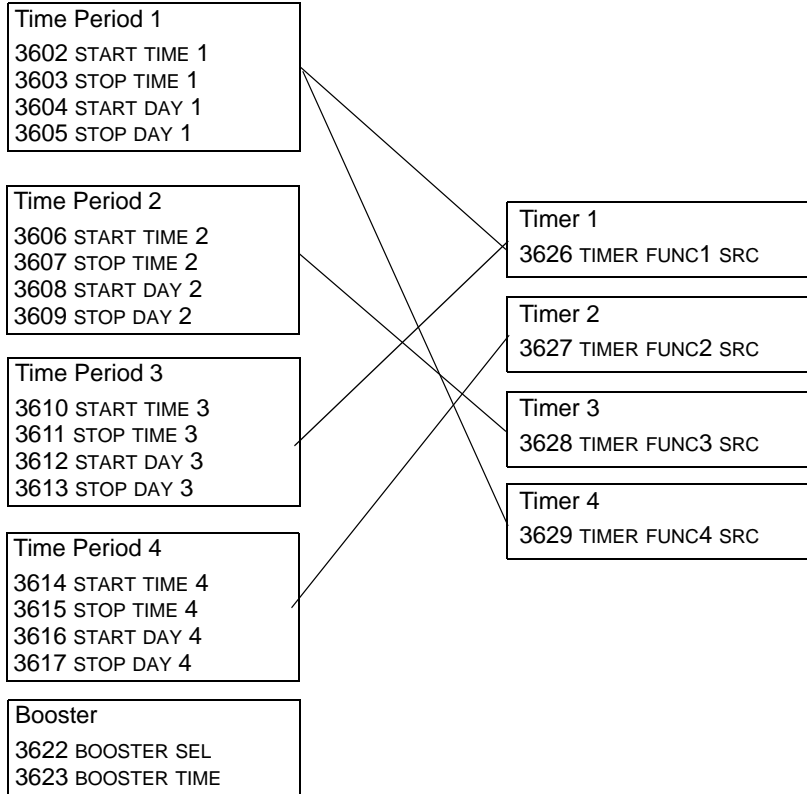 Time Period 1
3602 START TIME 1
3603 STOP TIME 1
3604 START DAY 1
3605 STOP DAY 1
Time Period 2
3606 START TIME 2
3607 STOP TIME 2
3608 START DAY 2
3609 STOP DAY 2
Time Period 3
3610 START TIME 3
3611 STOP TIME 3
3612 START DAY 3
3613 STOP DAY 3
Time Period 4
3614 START TIME 4
3615 STOP TIME 4
3616 START DAY 4
3617 STOP DAY 4
Booster
3622 BOOSTER SEL
3623 BOOSTER TIME
Timer 1
3626 TIMER FUNC1 SRC
Timer 2
3627 TIMER FUNC2 SRC
Timer 3
3628 TIMER FUNC3 SRC
Timer 4
3629 TIMER FUNC4 SRC